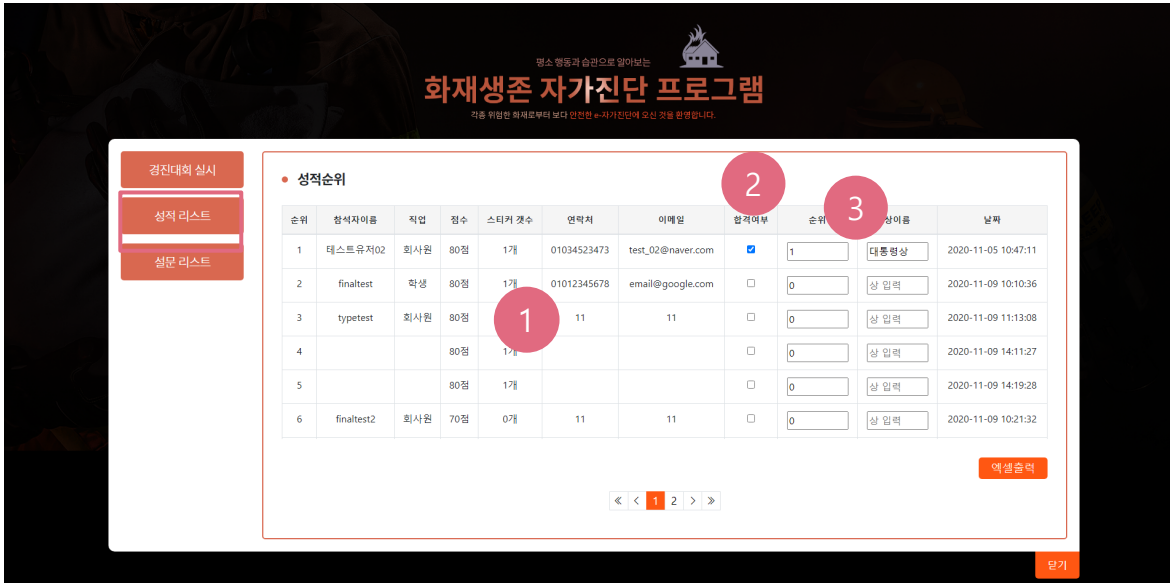 평소 행동과 습관으로 알아보는
화재생존 자가진단 프로그램
각종 위험한 화재로부터 보다 안전한 e-자가진단에 오신 것을 환영합니다.
경진대회 실시
성적 리스트
설문 리스트
성적순위
2
3
순위 참석자이름 직업 점수 스티커 갯수 연락처 이메일 합격여부 순위 상이름 날짜
1 테스트유저02 회사원 80점 1개 01034523473 test_02@naver.com 1 대통령상 2020-11-05 10:47:11
2 finaltest 학생 80점 1개 01012345678 email@google.com 0 상 입력 2020-11-09 10:10:36
3 typetest 회사원 80점 1 11 11 0 상 입력 2020-11-09 11:13:08
4 80점 1개 0 상 입력 2020-11-09 14:11:27
5 80점 1개 0 상 입력 2020-11-09 14:19:28
6 finaltest2 회사원 70점 0개 11 11 0 상 입력 2020-11-09 10:21:32
엑셀출력
« < 1 2 > »
닫기